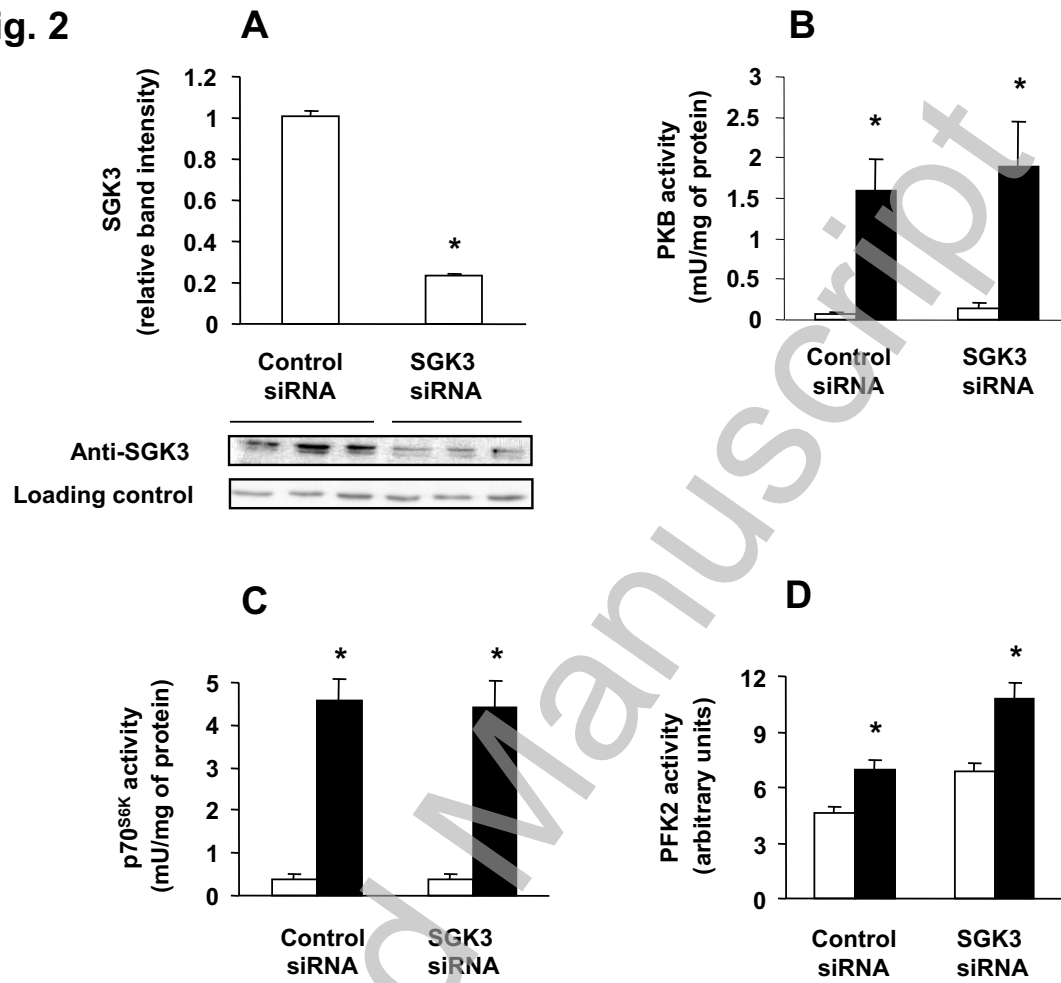 ig. 2
A
SGK3
(relative band intensity)
1.2
1
0.8
0.6
0.4
0.2
0
*
Control
siRNA
SGK3
siRNA
Anti-SGK3
Loading control
B
PKB activity
(mU/mg of protein)
3
2.5
2
1.5
1
0.5
0
*
*
Control
siRNA
SGK3
siRNA
C
p70S6K activity
(mU/mg of protein)
5
4
3
2
1
0
*
*
Control
siRNA
SGK3
siRNA
D
PFK2 activity
(arbitrary units)
12
9
6
3
0
*
*
Control
siRNA
SGK3
siRNA
d Manuscript